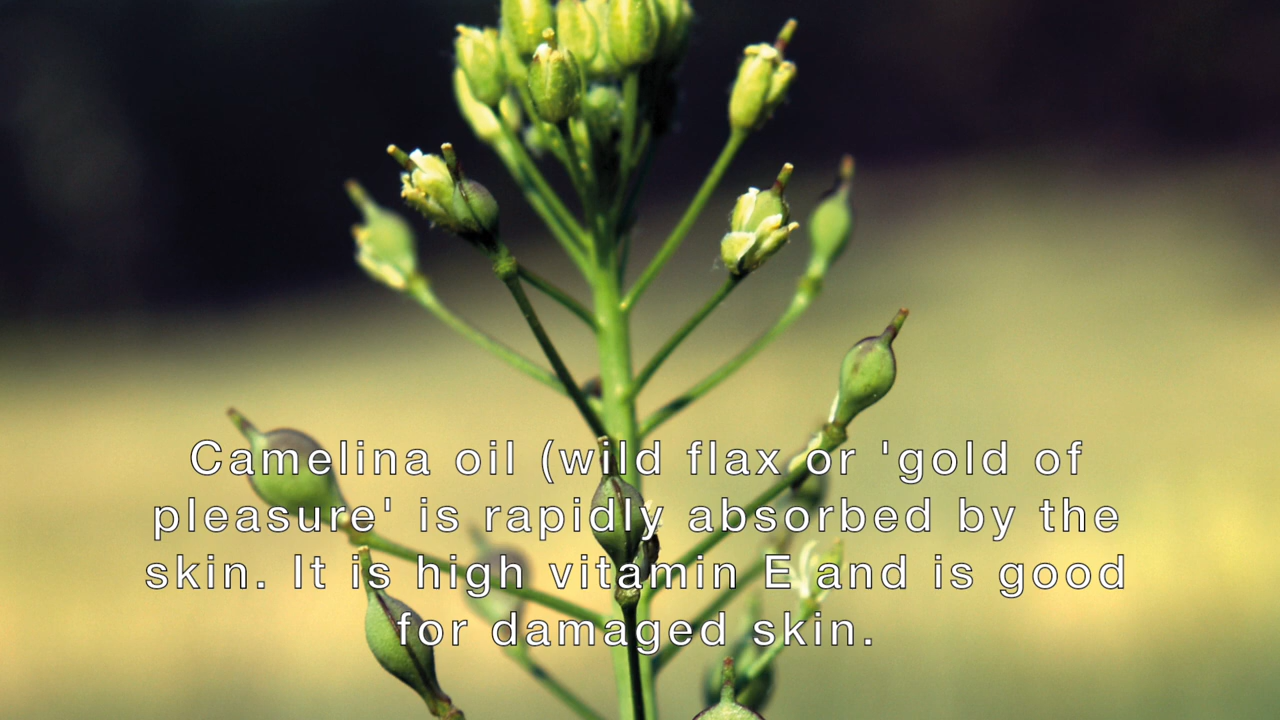 Camelina oil (wild flax or 'gold of
pleasure' is rapidly absorbed by the
skin. It is high vitamin E and is good
for damaged skin.